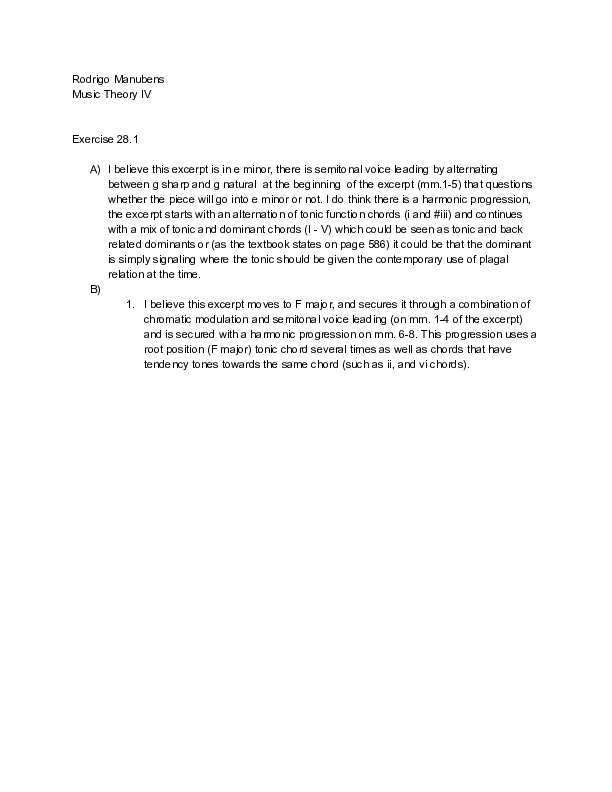 Rodrigo Manubens
Music Theory IV
Exercise 28.1
A) I believe this excerpt is in e minor, there is semitonal voice leading by alternating
between g sharp and g natural at the beginning of the excerpt (mm.1-5) that questions
whether the piece will go into e minor or not. I do think there is a harmonic progression,
the excerpt starts with an alternation of tonic function chords (i and #iii) and continues
with a mix of tonic and dominant chords (I - V) which could be seen as tonic and back
related dominants or (as the textbook states on page 586) it could be that the dominant
is simply signaling where the tonic should be given the contemporary use of plagal
relation at the time.
B)
1. I believe this excerpt moves to F major, and secures it through a combination of
chromatic modulation and semitonal voice leading (on mm. 1-4 of the excerpt)
and is secured with a harmonic progression on mm. 6-8. This progression uses a
root position (F major) tonic chord several times as well as chords that have
tendency tones towards the same chord (such as ii, and vi chords).